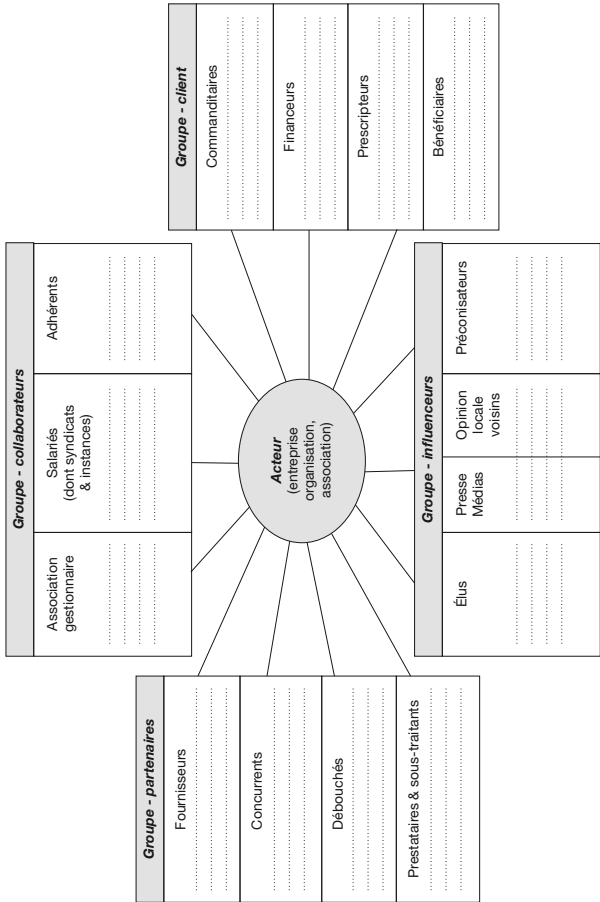 Groupe - collaborateurs
Association
gestionnaire
Salariés
(dont syndicats
& instances)
Adhérents
Groupe - partenaires
Fournisseurs
Concurrents
Débouchés
Prestataires & sous-traitants
Acteur
(entreprise
organisation,
association)
Groupe - client
Commanditaires
Financeurs
Prescripteurs
Bénéficiaires
Groupe - influenceurs
Élus
Presse
Médias
Opinion
locale
voisins
Préconisateurs